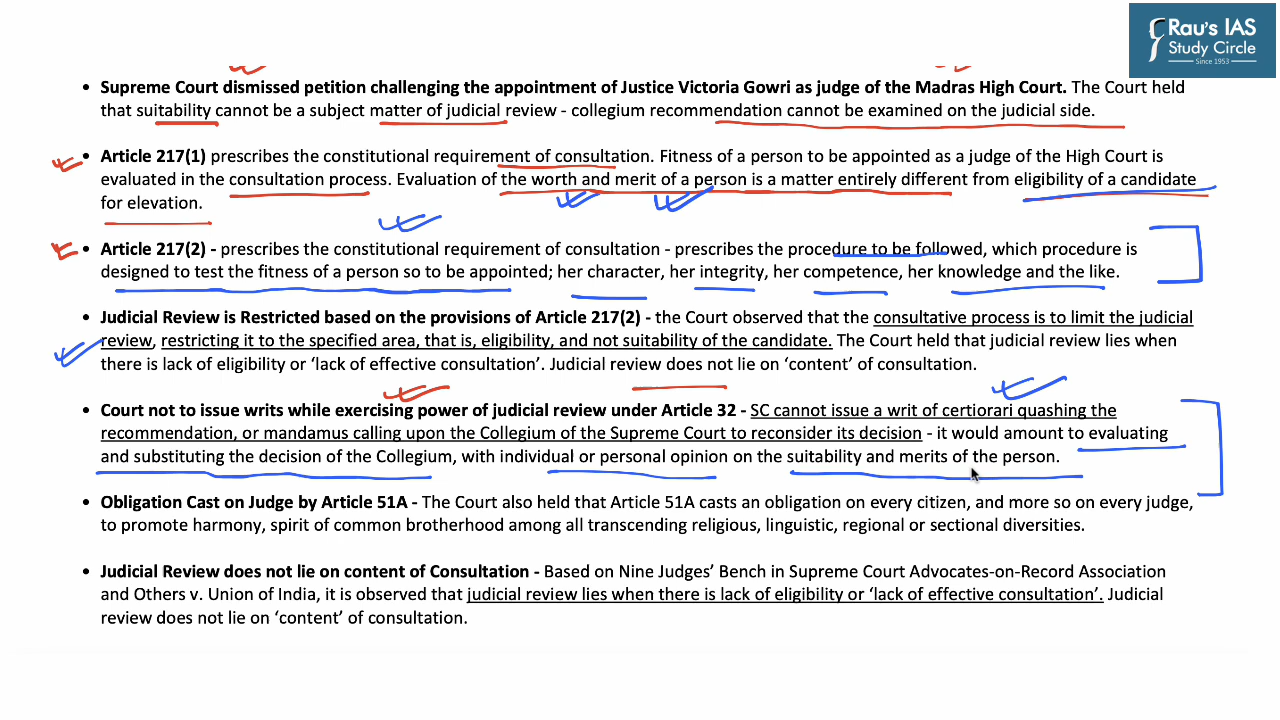 Rau's IAS
Study Circle
Since 1953
• Supreme Court dismissed petition challenging the appointment of Justice Victoria Gowri as judge of the Madras High Court. The Court held
that suitability cannot be a subject matter of judicial review - collegium recommendation cannot be examined on the judicial side.
• Article 217(1) prescribes the constitutional requirement of consultation. Fitness of a person to be appointed as a judge of the High Court is
evaluated in the consultation process. Evaluation of the worth and merit of a person is a matter entirely different from eligibility of a candidate
for elevation.
• Article 217(2) - prescribes the constitutional requirement of consultation - prescribes the procedure to be followed, which procedure is
designed to test the fitness of a person so to be appointed; her character, her integrity, her competence, her knowledge and the like.
• Judicial Review is Restricted based on the provisions of Article 217(2) - the Court observed that the consultative process is to limit the judicial
review, restricting it to the specified area, that is, eligibility, and not suitability of the candidate. The Court held that judicial review lies when
there is lack of eligibility or ‘lack of effective consultation’. Judicial review does not lie on ‘content’ of consultation.
• Court not to issue writs while exercising power of judicial review under Article 32 - SC cannot issue a writ of certiorari quashing the
recommendation, or mandamus calling upon the Collegium of the Supreme Court to reconsider its decision - it would amount to evaluating
and substituting the decision of the Collegium, with individual or personal opinion on the suitability and merits of the person.
• Obligation Cast on Judge by Article 51A - The Court also held that Article 51A casts an obligation on every citizen, and more so on every judge,
to promote harmony, spirit of common brotherhood among all transcending religious, linguistic, regional or sectional diversities.
• Judicial Review does not lie on content of Consultation - Based on Nine Judges’ Bench in Supreme Court Advocates-on-Record Association
and Others v. Union of India, it is observed that judicial review lies when there is lack of eligibility or ‘lack of effective consultation’. Judicial
review does not lie on ‘content’ of consultation.